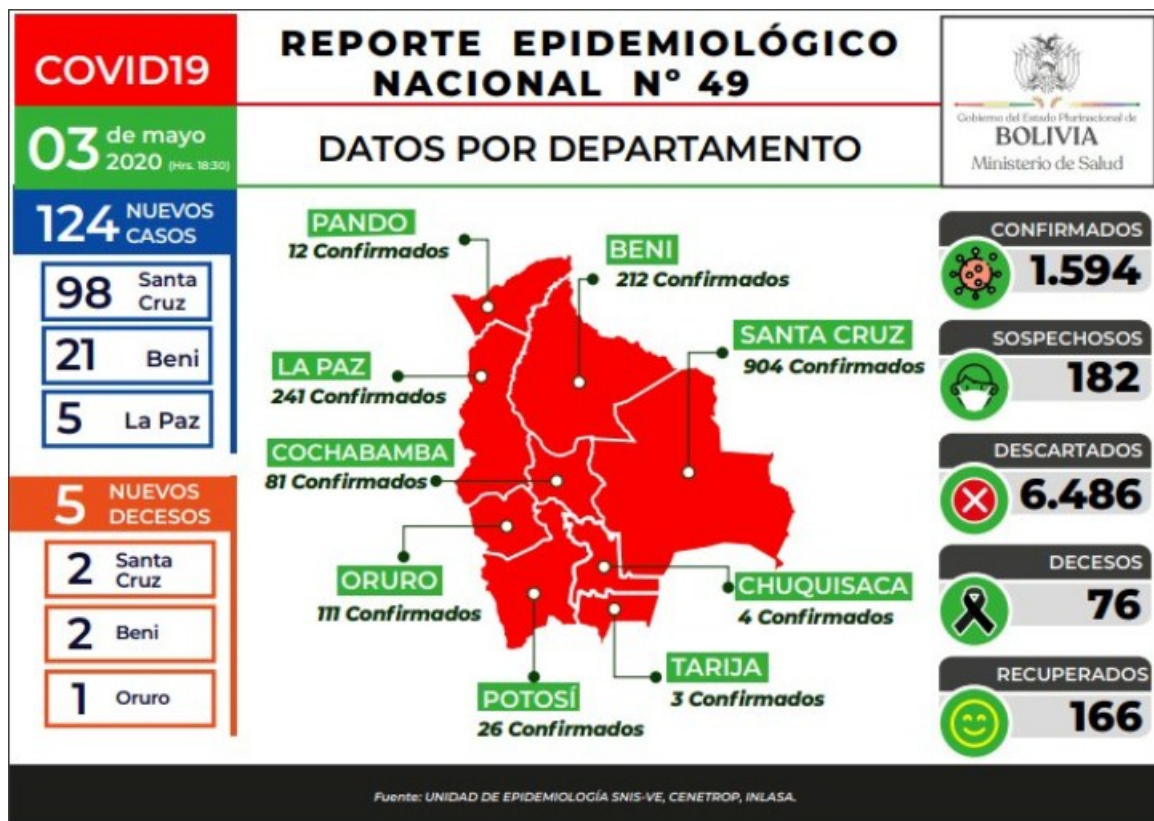 COVID19
REPORTE EPIDEMIOLÓGICO
NACIONAL Nº 49
03 de mayo
2020 (Hrs. 18:30)
DATOS POR DEPARTAMENTO
Gobierno del Estado Plurinacional de
BOLIVIA
Ministerio de Salud
124 NUEVOS
CASOS
98 Santa
Cruz
21 Beni
5 La Paz
5 NUEVOS
DECESOS
2 Santa
Cruz
2 Beni
1 Oruro
PANDO
12 Confirmados
BENI
212 Confirmados
SANTA CRUZ
904 Confirmados
LA PAZ
241 Confirmados
COCHABAMBA
81 Confirmados
ORURO
111 Confirmados
CHUQUISACA
4 Confirmados
TARIJA
3 Confirmados
POTOSÍ
26 Confirmados
CONFIRMADOS
1.594
SOSPECHOSOS
182
DESCARTADOS
6.486
DECESOS
76
RECUPERADOS
166
Fuente: UNIDAD DE EPIDEMIOLOGÍA SNIS-VE, CENETROP, INLASA.